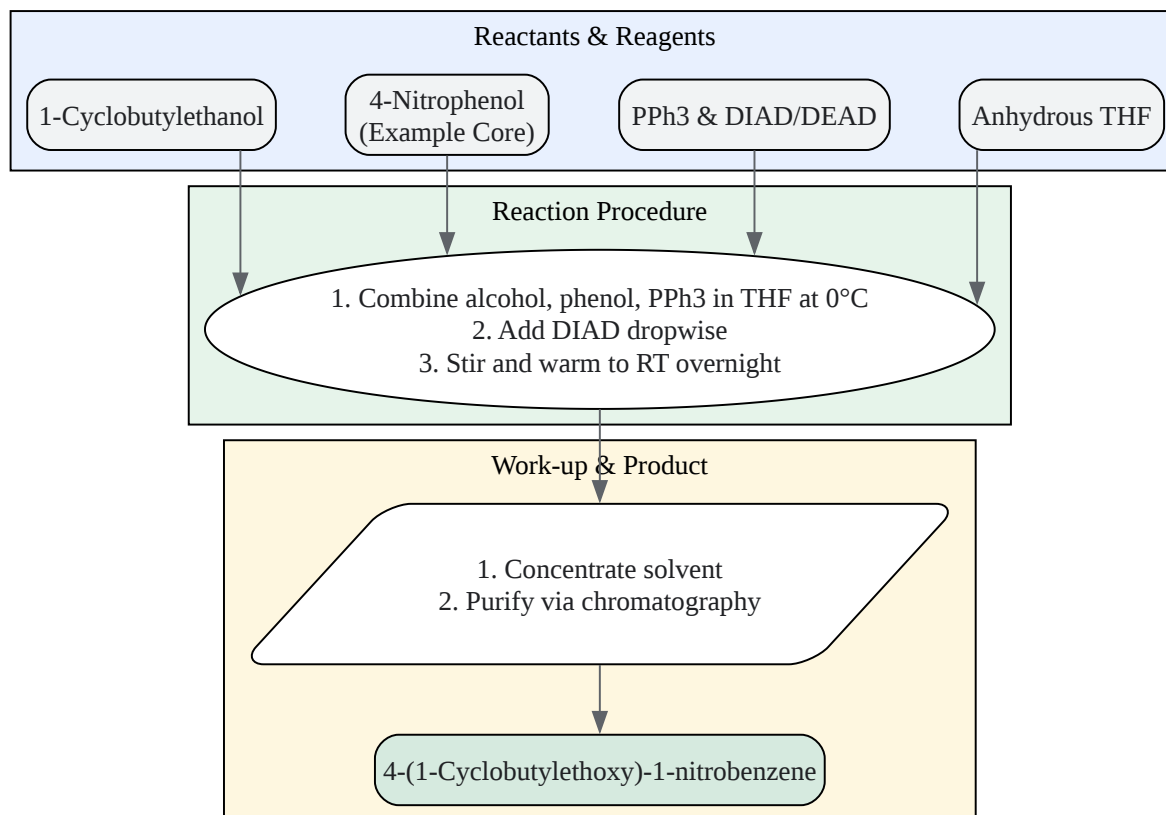 Reactants & Reagents
1-Cyclobutylethanol
4-Nitrophenol
(Example Core)
PPh3 & DIAD/DEAD
Anhydrous THF
Reaction Procedure
1. Combine alcohol, phenol, PPh3 in THF at 0°C
2. Add DIAD dropwise
3. Stir and warm to RT overnight
Work-up & Product
1. Concentrate solvent
2. Purify via chromatography
4-(1-Cyclobutylethoxy)-1-nitrobenzene